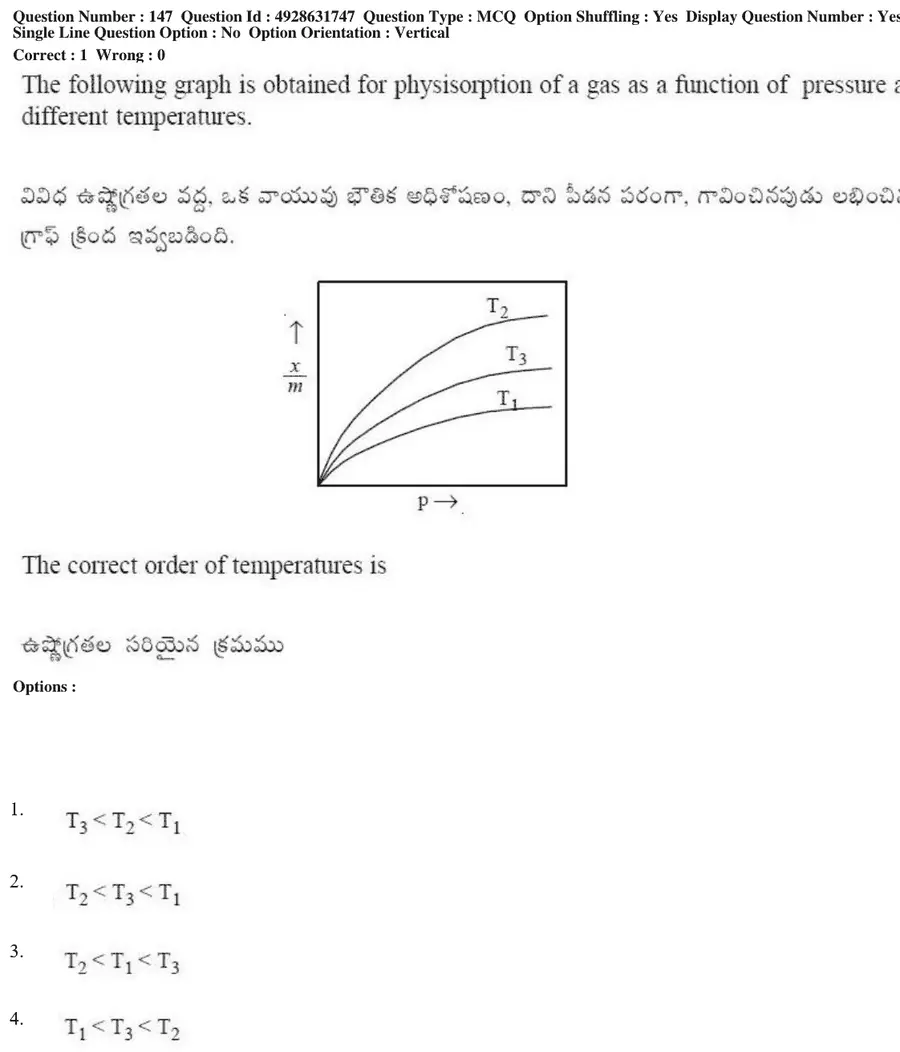 Question Number : 147 Question Id : 4928631747 Question Type : MCQ Option Shuffling : Yes Display Question Number : Yes
Single Line Question Option : No Option Orientation : Vertical
Correct : 1 Wrong : 0
The following graph is obtained for physisorption of a gas as a function of pressure a
different temperatures.
వివిధ ఉష్ణోగ్రతల వద్ద, ఒక వాయువు భౌతిక అధిశోషణం, దాని పీడన పరంగా, గావించినపుడు లభించి
గ్రాఫ్ క్రింద ఇవ్వబడింది.
T2
↑
x/m
T3
T1
p→
The correct order of temperatures is
ఉష్ణోగ్రతల సరియైన క్రమము
Options :
1. T3 < T2 < T1
2. T2 < T3 < T1
3. T2 < T1 < T3
4. T1 < T3 < T2